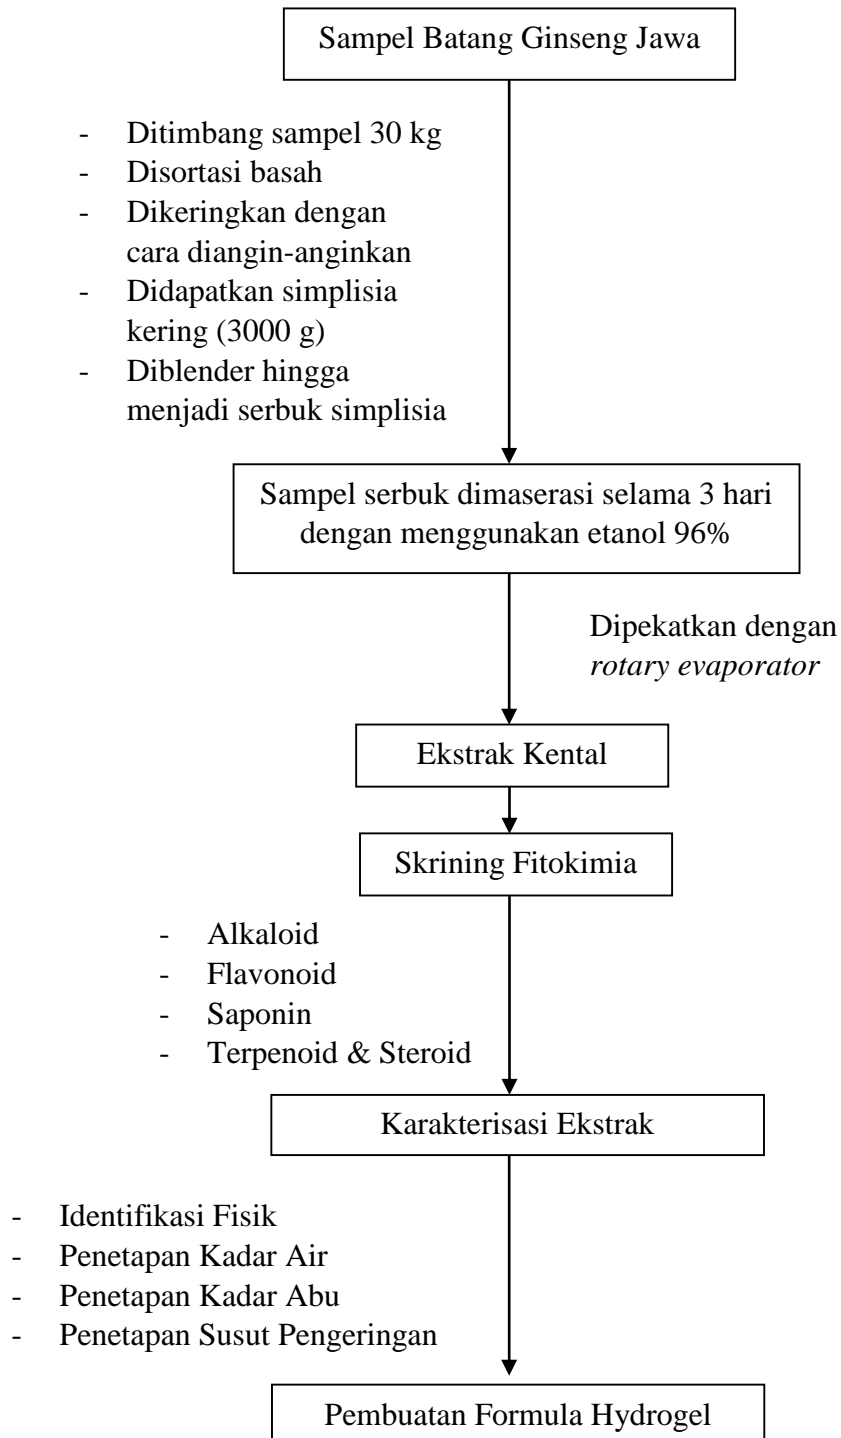 Sampel Batang Ginseng Jawa
- Ditimbang sampel 30 kg
- Disortasi basah
- Dikeringkan dengan
cara diangin-anginkan
- Didapatkan simplisia
kering (3000 g)
- Diblender hingga
menjadi serbuk simplisia
Sampel serbuk dimaserasi selama 3 hari
dengan menggunakan etanol 96%
Dipekatkan dengan
rotary evaporator
Ekstrak Kental
Skrining Fitokimia
- Alkaloid
- Flavonoid
- Saponin
- Terpenoid & Steroid
Karakterisasi Ekstrak
- Identifikasi Fisik
- Penetapan Kadar Air
- Penetapan Kadar Abu
- Penetapan Susut Pengeringan
Pembuatan Formula Hydrogel